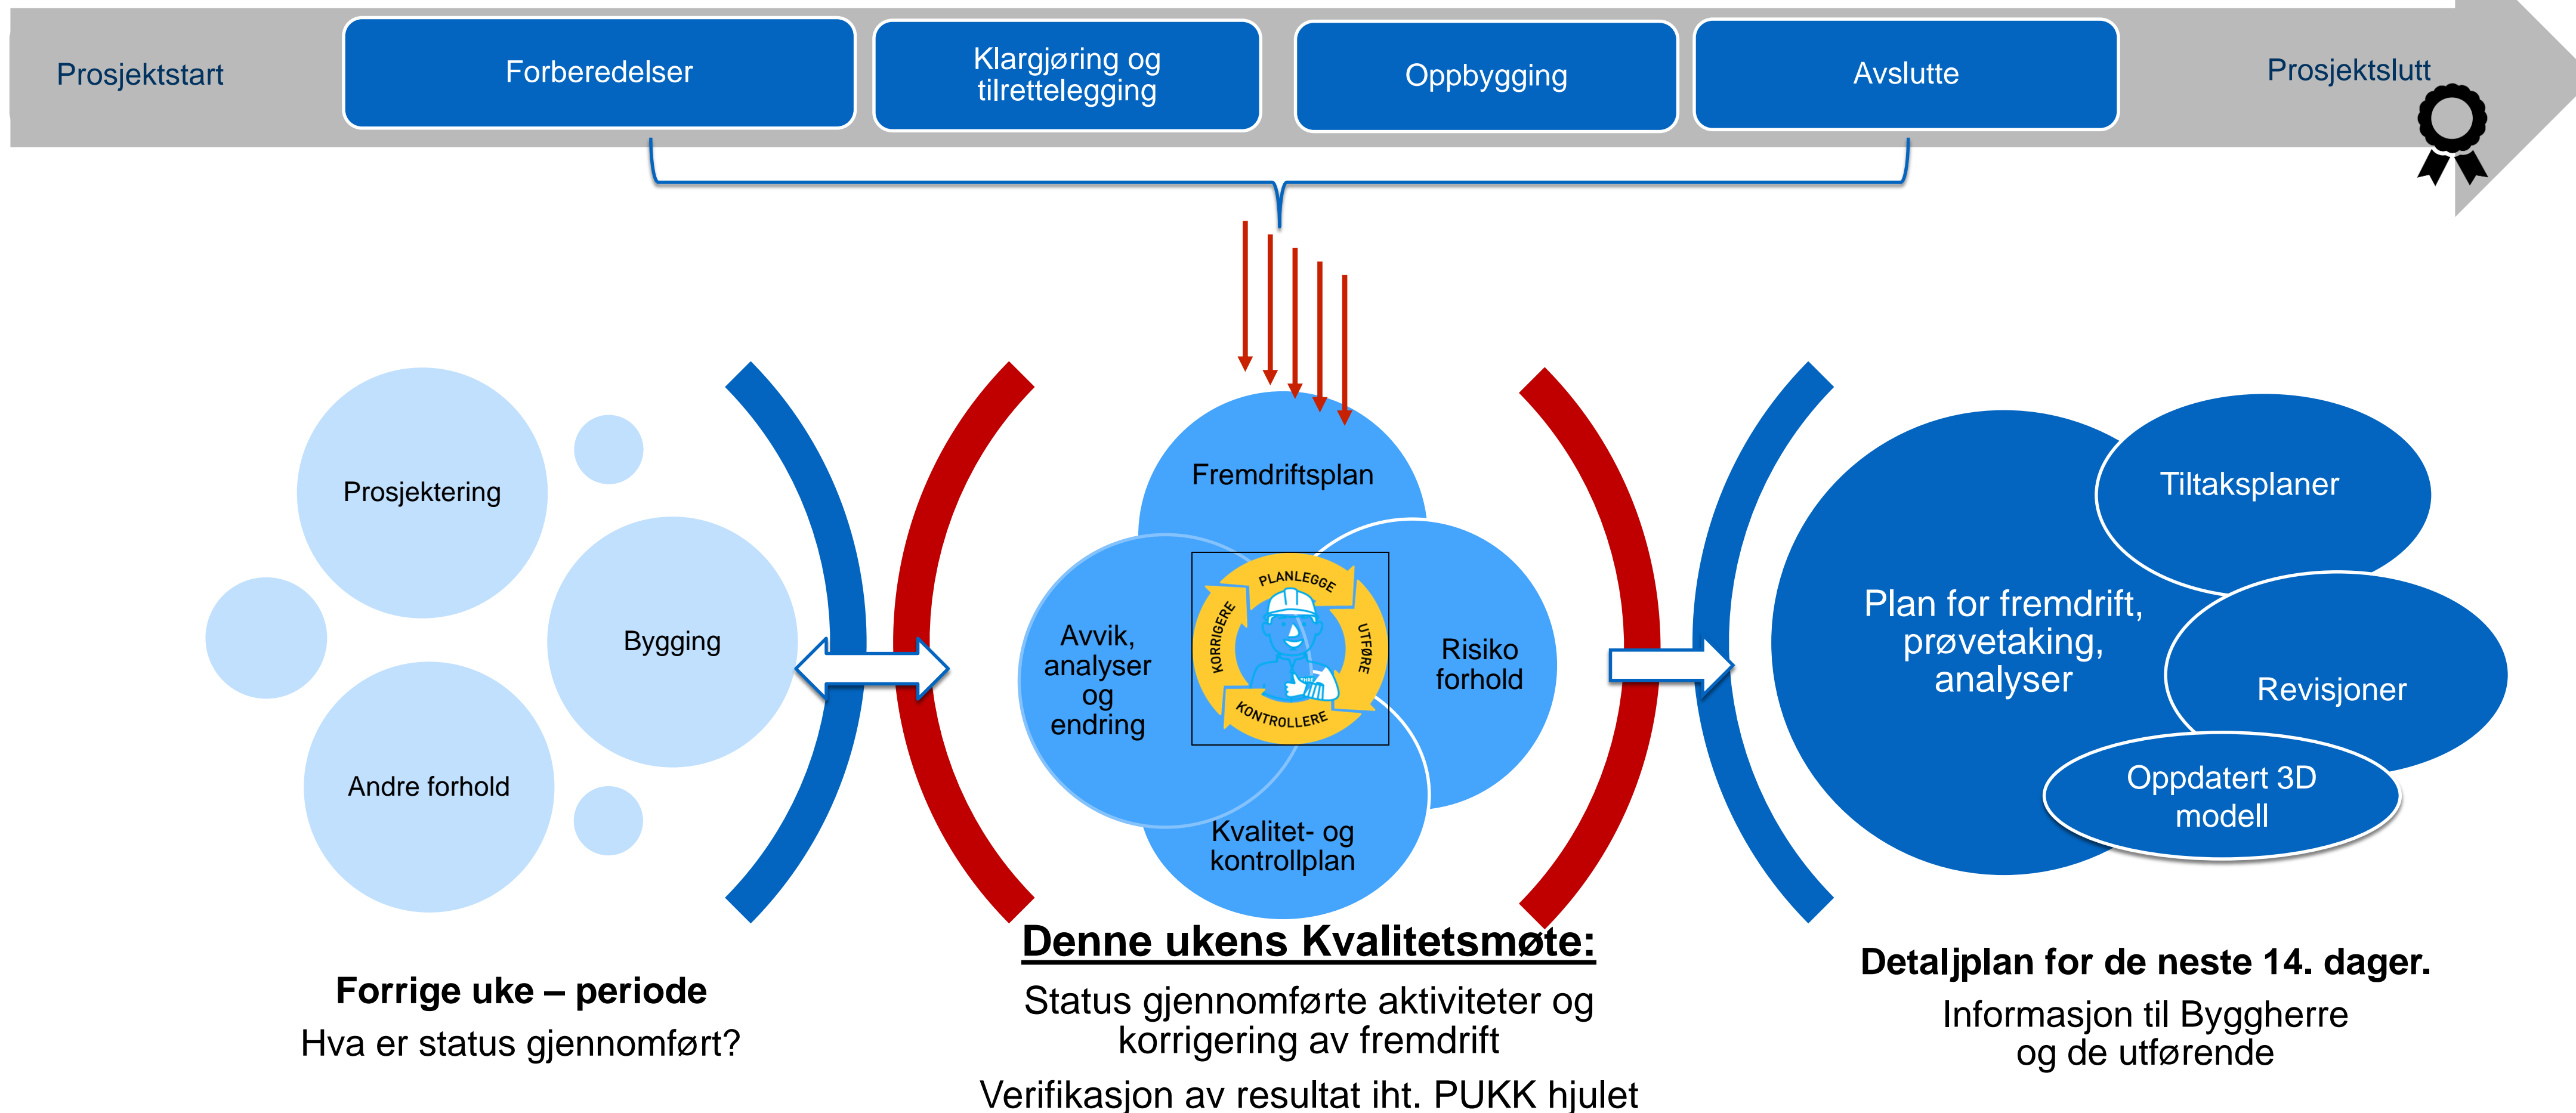 Prosjektstart
Forberedelser
Klargjøring og
tilrettelegging
Oppbygging
Avslutte
Prosjektslutt
Prosjektering
Bygging
Andre forhold
Fremdriftsplan
Avvik,
analyser
og
endring
PLANLEGGE
UTFØRE
KONTROLLERE
KORRIGERE
Risiko
forhold
Kvalitet- og
kontrollplan
Plan for fremdrift,
prøvetaking,
analyser
Tiltaksplaner
Revisjoner
Oppdatert 3D
modell
Forrige uke – periode
Hva er status gjennomført?
Denne ukens Kvalitetsmøte:
Status gjennomførte aktiviteter og
korrigering av fremdrift
Verifikasjon av resultat iht. PUKK hjulet
Detaljplan for de neste 14. dager.
Informasjon til Byggherre
og de utførende